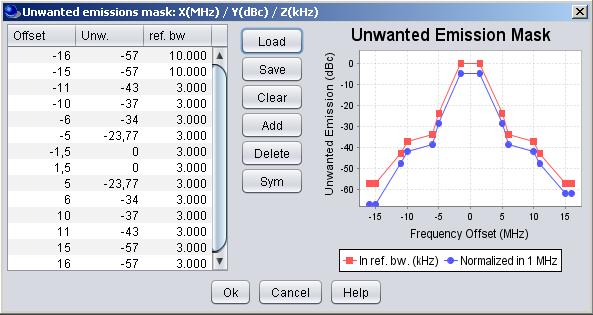 Unwanted emissions mask: X(MHz) / Y(dBc) / Z(kHz)
Offset Unw. ref. bw
-16 -57 10.000
-15 -57 10.000
-11 -43 3.000
-10 -37 3.000
-6 -34 3.000
-5 -23,77 3.000
-1,5 0 3.000
1,5 0 3.000
5 -23,77 3.000
6 -34 3.000
10 -37 3.000
11 -43 3.000
15 -57 3.000
16 -57 3.000
Load
Save
Clear
Add
Delete
Sym
Unwanted Emission Mask
Unwanted Emission (dBc)
0
-10
-20
-30
-40
-50
-60
-15 -10 -5 0 5 10 15
Frequency Offset (MHz)
In ref. bw. (kHz) Normalized in 1 MHz
Ok Cancel Help